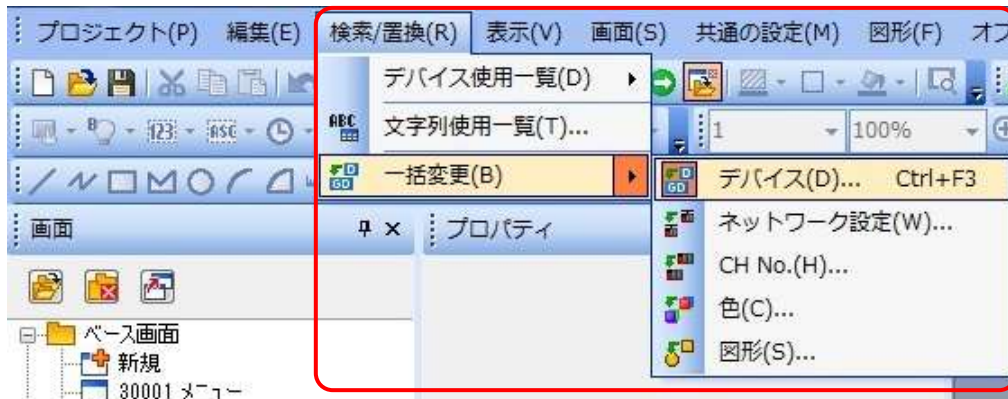 プロジェクト(P) 編集(E) 検索/置換(R) 表示(V) 画面(S) 共通の設定(M) 図形(F) オブ
デバイス使用一覧(D)
ABC 文字列使用一覧(T)...
1 100%
一括変更(B)
デバイス(D)... Ctrl+F3
画面
プロパティ
ネットワーク設定(W)...
CH No.(H)...
色(C)...
図形(S)...
ベース画面
新規
30001 メニュー